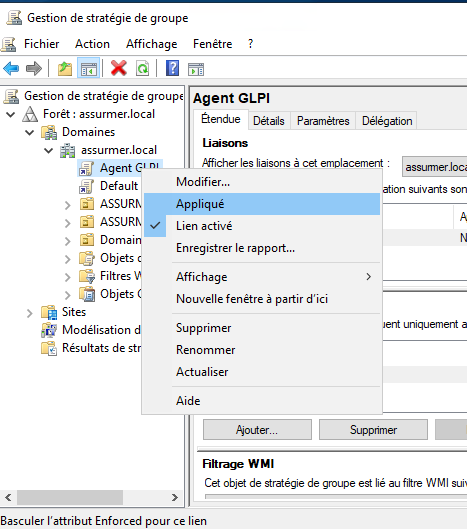 Gestion de stratégie de groupe
Fichier Action Affichage Fenêtre ?
Gestion de stratégie de groupe
Forêt : assurmer.local
Domaines
assurmer.local
Agent GLPI
Default
ASSURM
ASSURM
Domain
Objets d
Filtres W
Objets G
Sites
Modélisation d
Résultats de str
Modifier...
Appliqué
Lien activé
Enregistrer le rapport...
Affichage
Nouvelle fenêtre à partir d'ici
Supprimer
Renommer
Actualiser
Aide
Agent GLPI
Étendue Détails Paramètres Délégation
Liaisons
Afficher les liaisons à cet emplacement : assurmer.loca
ation suivants son
A
N
uent uniquement a
Ajouter... Supprimer
Filtrage WMI
Cet objet de stratégie de groupe est lié au filtre WMI suiv
Basculer l'attribut Enforced pour ce lien